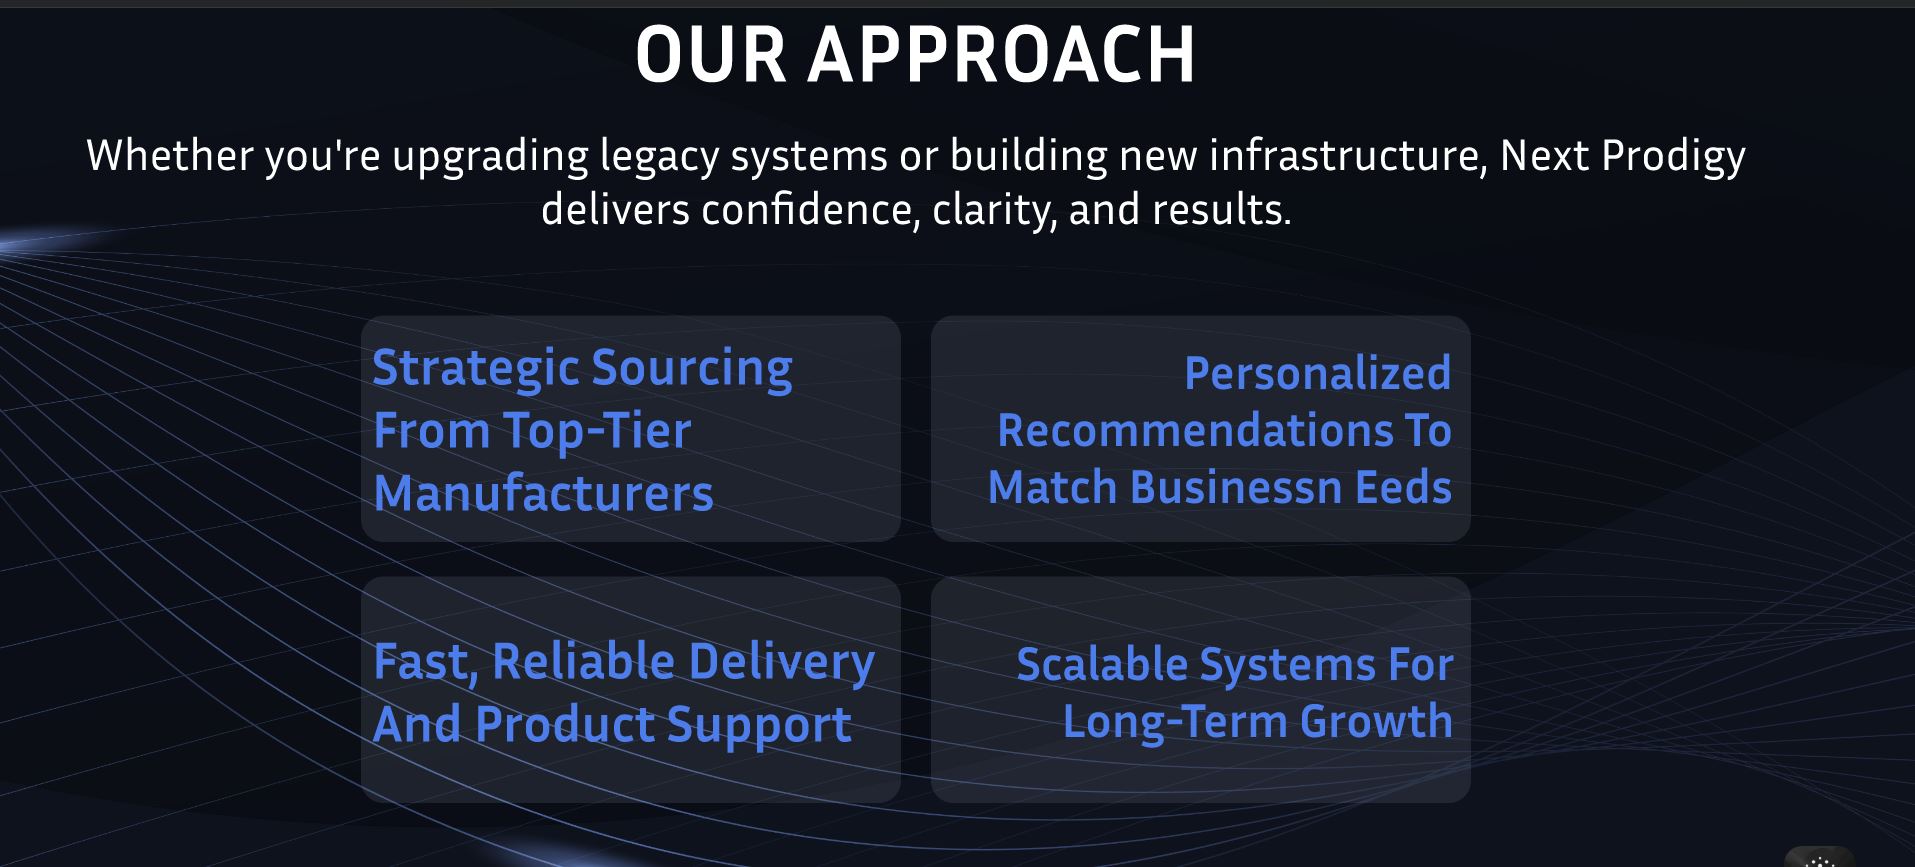 OUR APPROACH
Whether you're upgrading legacy systems or building new infrastructure, Next Prodigy
delivers confidence, clarity, and results.
Strategic Sourcing
From Top-Tier
Manufacturers
Personalized
Recommendations To
Match Businessn Eeds
Fast, Reliable Delivery
And Product Support
Scalable Systems For
Long-Term Growth